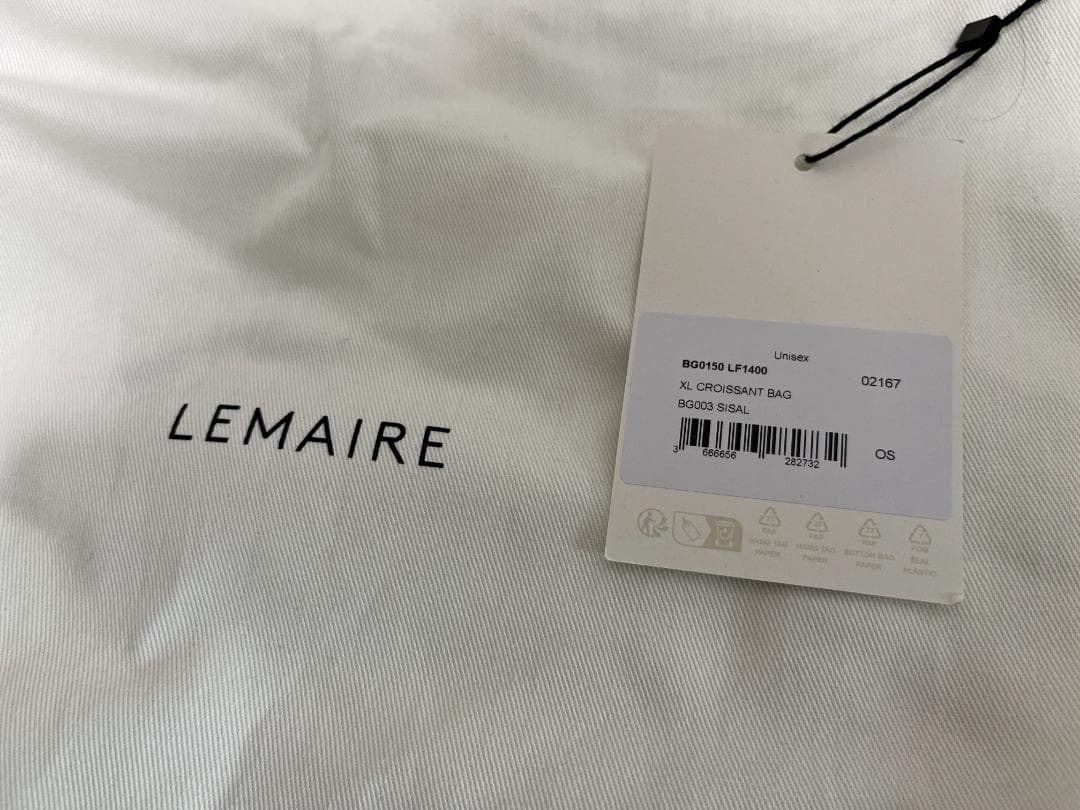 LEMAIRE
Unisex
BG0150 LF1400
02167
XL CROISSANT BAG
BG003 SISAL
3 666656 282732
OS
PAP PAP PAP POM
HANG TAG HANG TAG BUTTON BAG SEAL
PAPER PAPER PAPER PLASTIC